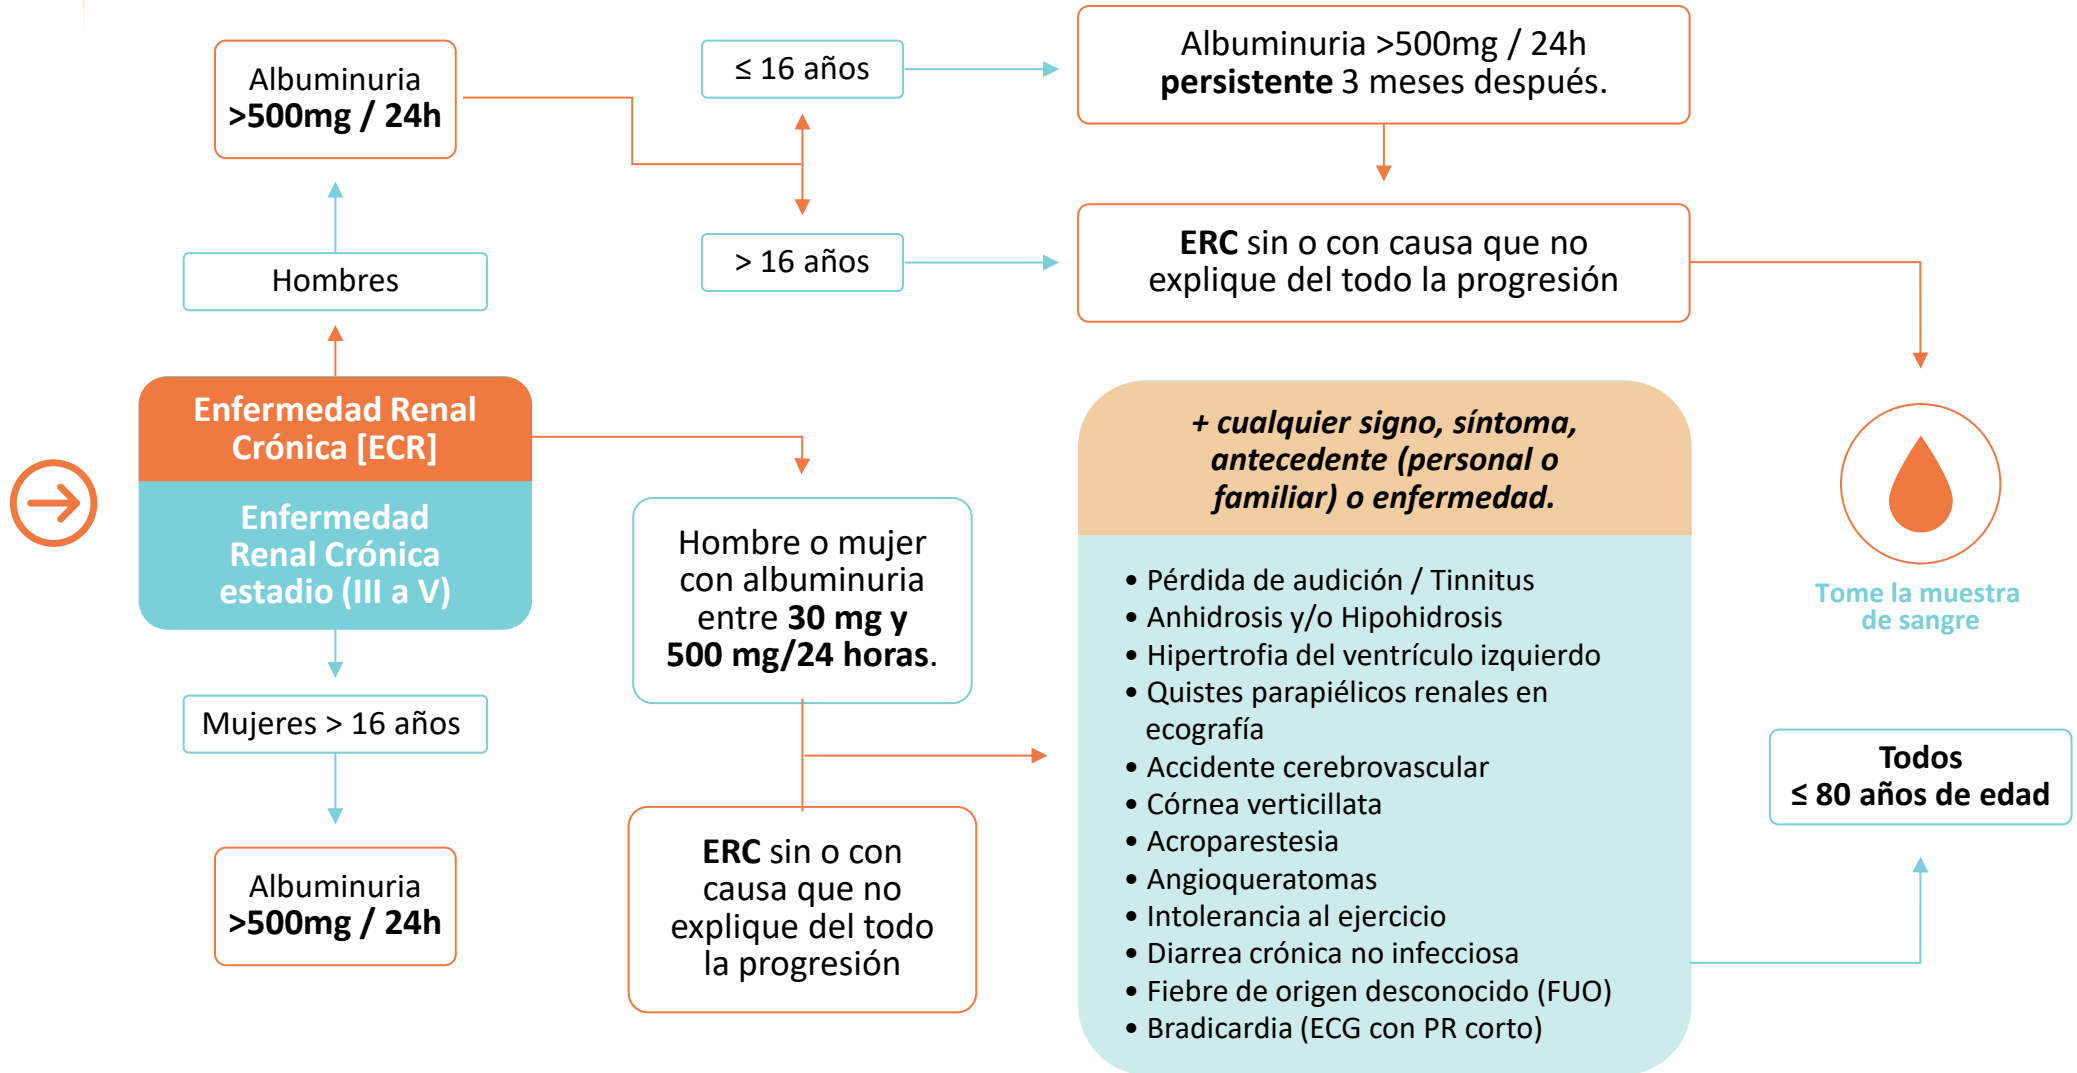 Albuminuria
>500mg / 24h
≤ 16 años
Albuminuria >500mg / 24h
persistente 3 meses después.
Hombres
> 16 años
ERC sin o con causa que no
explique del todo la progresión
Enfermedad Renal
Crónica [ECR]
Enfermedad
Renal Crónica
estadio (III a V)
Mujeres > 16 años
Albuminuria
>500mg / 24h
Hombre o mujer
con albuminuria
entre 30 mg y
500 mg/24 horas.
ERC sin o con
causa que no
explique del todo
la progresión
+ cualquier signo, síntoma,
antecedente (personal o
familiar) o enfermedad.
• Pérdida de audición / Tinnitus
• Anhidrosis y/o Hipohidrosis
• Hipertrofia del ventrículo izquierdo
• Quistes parapiélicos renales en
ecografía
• Accidente cerebrovascular
• Córnea verticillata
• Acroparestesia
• Angioqueratomas
• Intolerancia al ejercicio
• Diarrea crónica no infecciosa
• Fiebre de origen desconocido (FUO)
• Bradicardia (ECG con PR corto)
Tome la muestra
de sangre
Todos
≤ 80 años de edad